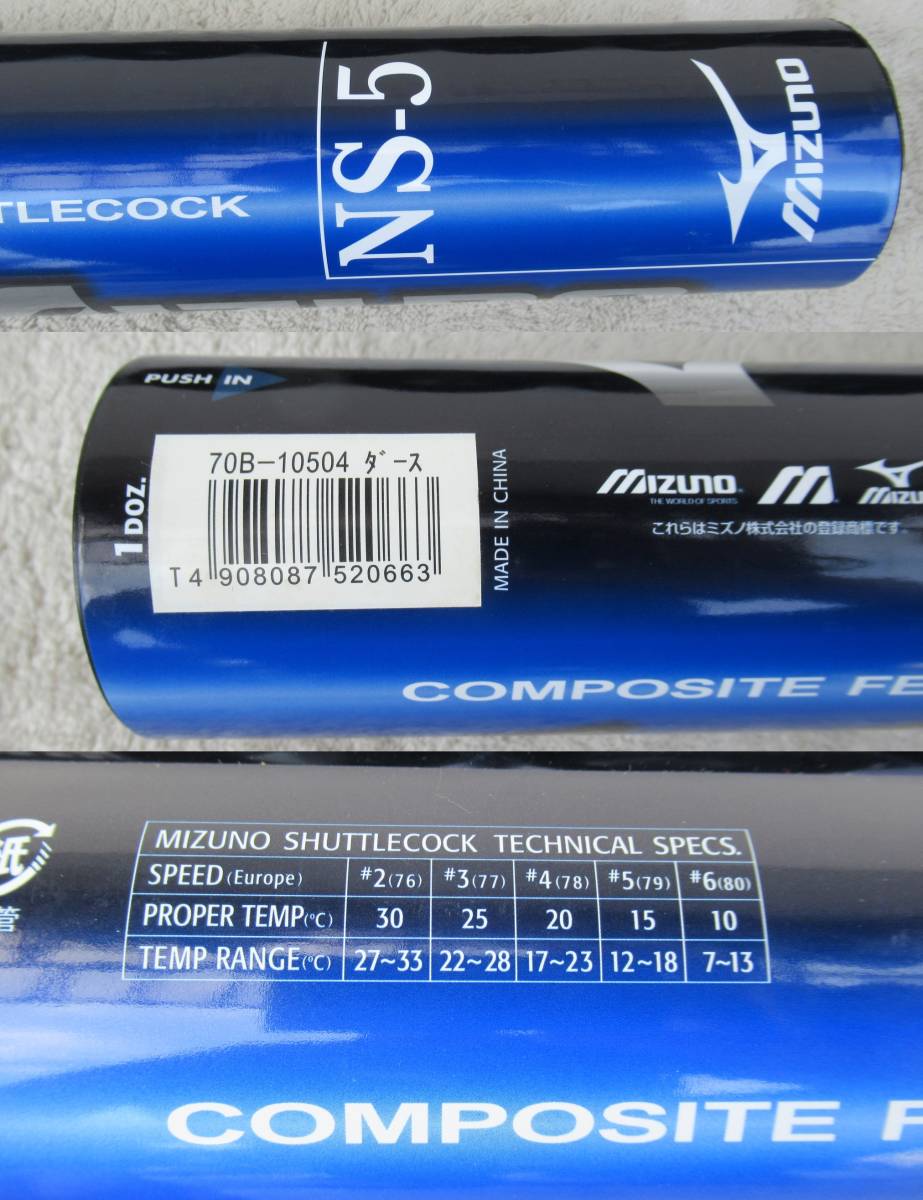 NS-5
MIZUNO
TLECOCK
PUSH IN
1 DOZ.
70B-10504 ダース
T4 908087 520663
MADE IN CHINA
MIZUNO
THE WORLD OF SPORTS
MIZU
これらはミズノ株式会社の登録商標です。
COMPOSITE FE
紙
管
MIZUNO SHUTTLECOCK TECHNICAL SPECS.
SPEED (Europe) #2(76) #3(77) #4(78) #5(79) #6(80)
PROPER TEMP(℃) 30 25 20 15 10
TEMP RANGE(℃) 27~33 22~28 17~23 12~18 7~13
COMPOSITE F